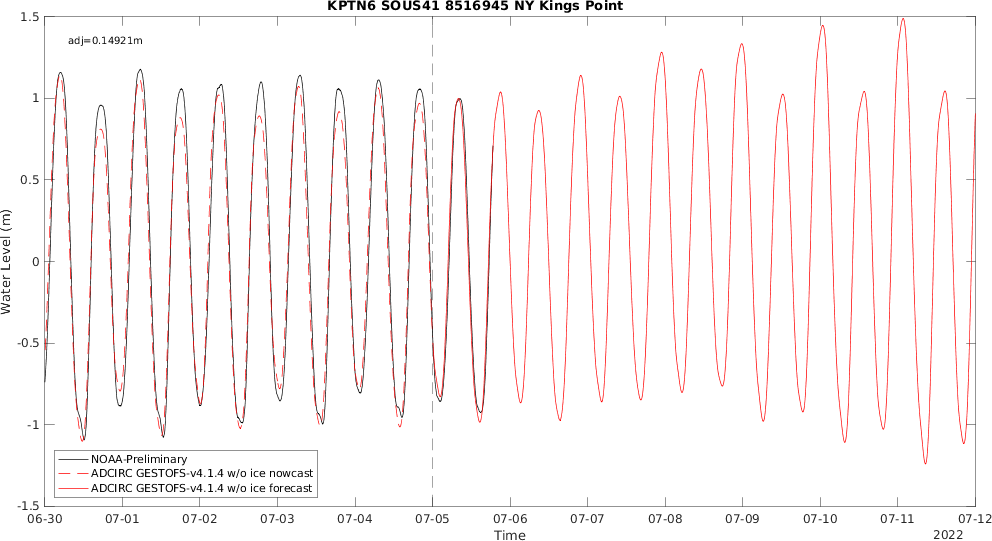 KPTN6 SOUS41 8516945 NY Kings Point
adj=0.14921m
1.5
1
0.5
0
-0.5
-1
-1.5
Water Level (m)
NOAA-Preliminary
ADCIRC GESTOFS-v4.1.4 w/o ice nowcast
ADCIRC GESTOFS-v4.1.4 w/o ice forecast
06-30 07-01 07-02 07-03 07-04 07-05 07-06 07-07 07-08 07-09 07-10 07-11 07-12
Time
2022